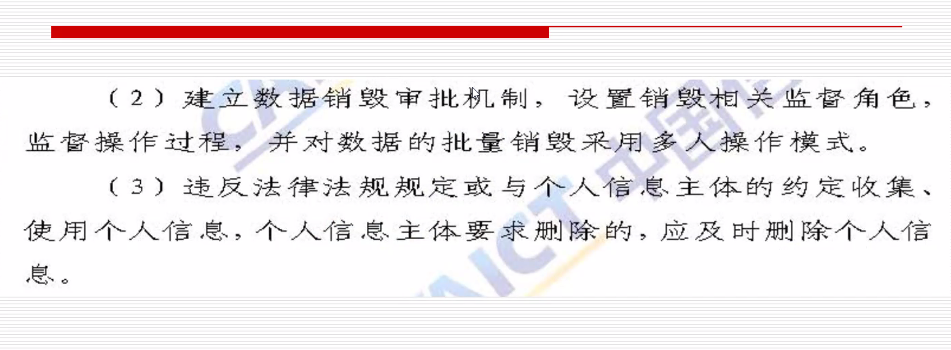 （2）建立数据销毁审批机制，设置销毁相关监督角色，
监督操作过程，并对数据的批量销毁采用多人操作模式。
（3）违反法律法规规定或与个人信息主体的约定收集、
使用个人信息，个人信息主体要求删除的，应及时删除个人信
息。
CAICT 中国信